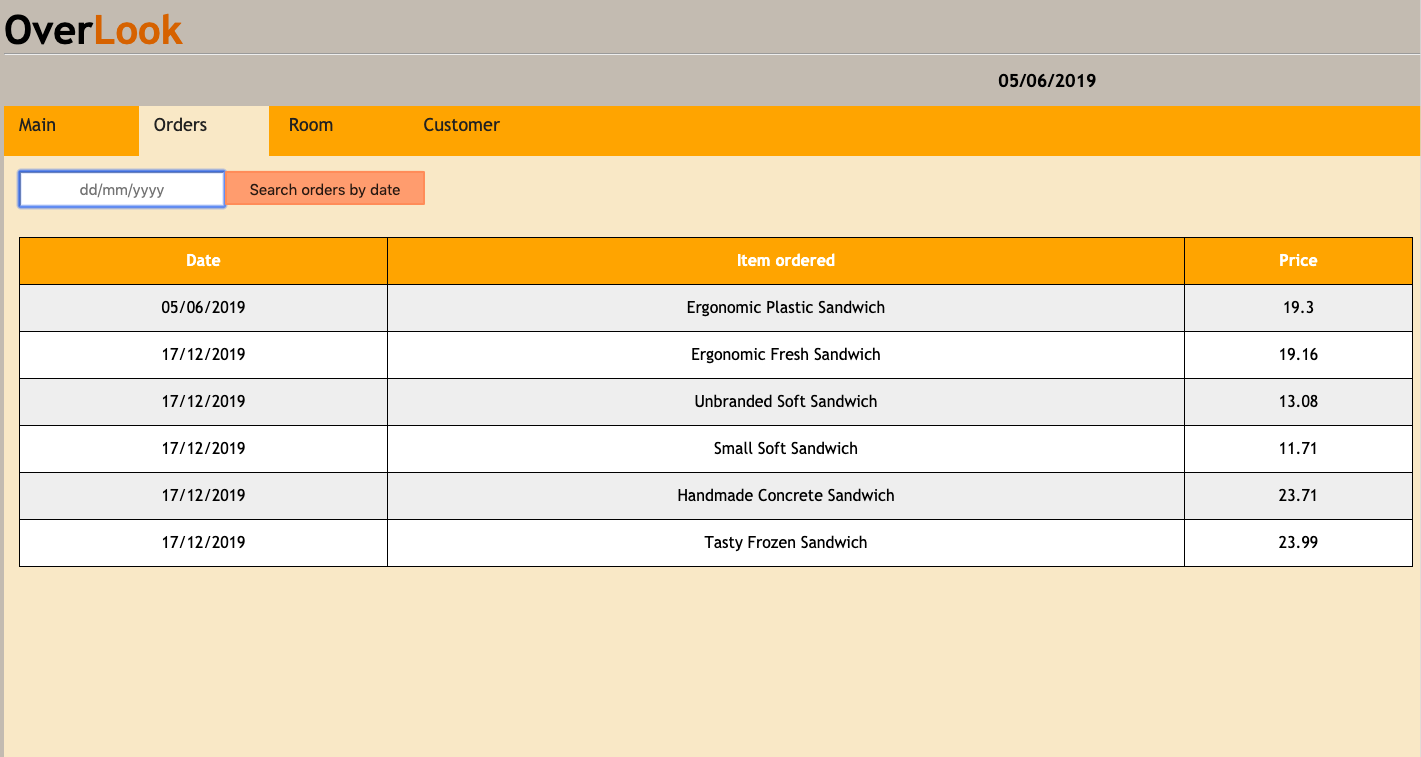 OverLook
05/06/2019
Main Orders Room Customer
dd/mm/yyyy Search orders by date
Date Item ordered Price
05/06/2019 Ergonomic Plastic Sandwich 19.3
17/12/2019 Ergonomic Fresh Sandwich 19.16
17/12/2019 Unbranded Soft Sandwich 13.08
17/12/2019 Small Soft Sandwich 11.71
17/12/2019 Handmade Concrete Sandwich 23.71
17/12/2019 Tasty Frozen Sandwich 23.99